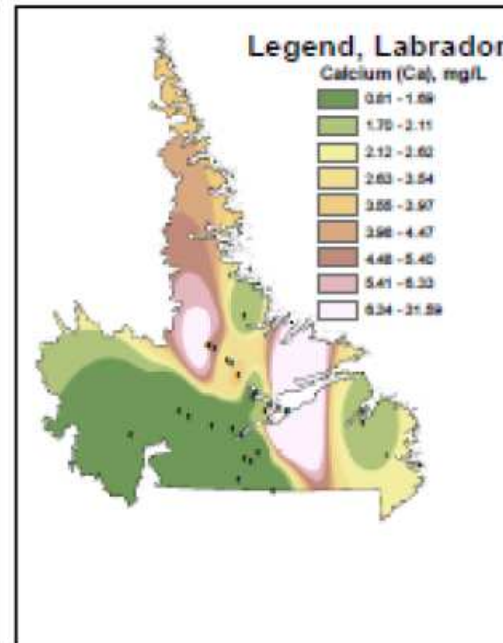 Legend, Labrador
Calcium (Ca), mg/L
0.81 - 1.69
1.70 - 2.11
2.12 - 2.62
2.63 - 3.54
3.55 - 3.97
3.98 - 4.47
4.48 - 5.40
5.41 - 6.33
6.34 - 31.59